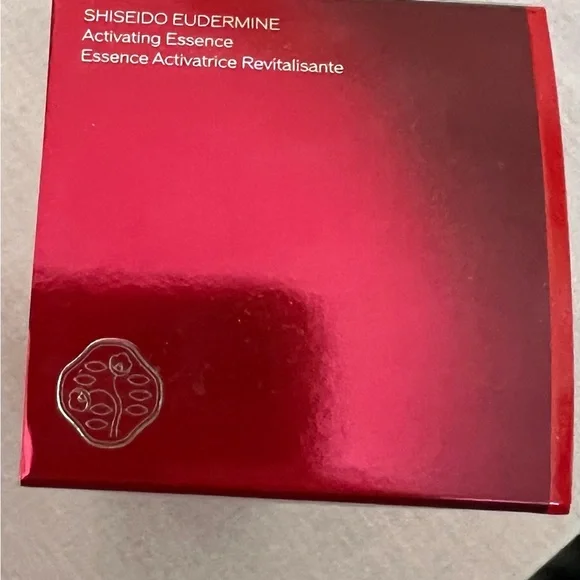 SHISEIDO EUDERMINE
Activating Essence
Essence Activatrice Revitalisante